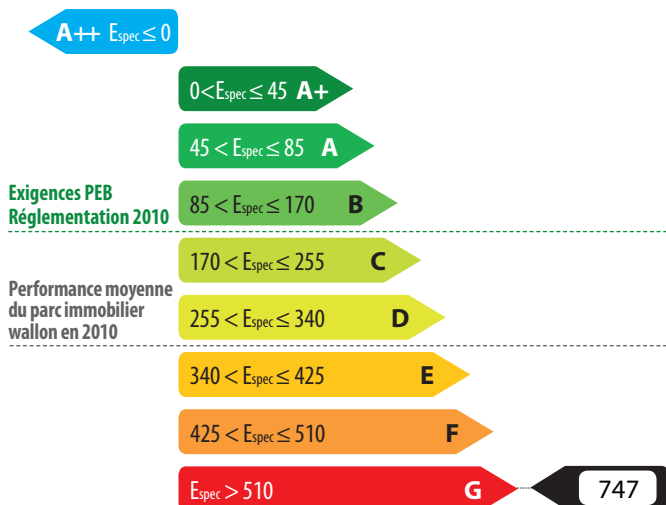 A++ Espec ≤ 0
0<Espec ≤ 45 A+
45 < Espec ≤ 85 A
Exigences PEB
Réglementation 2010
85 < Espec ≤ 170 B
170 < Espec ≤ 255 C
Performance moyenne
du parc immobilier
wallon en 2010
255 < Espec ≤ 340 D
340 < Espec ≤ 425 E
425 < Espec ≤ 510 F
Espec > 510 G
747